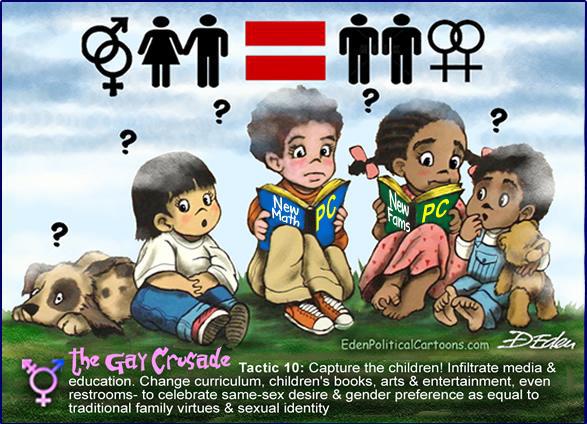 ?
?
?
?
?
New
Math
PC
New
Fams
PC
EdenPoliticalCartoons.com
D Eden
the Gay Crusade Tactic 10: Capture the children! Infiltrate media &
education. Change curriculum, children's books, arts & entertainment, even
restrooms- to celebrate same-sex desire & gender preference as equal to
traditional family virtues & sexual identity